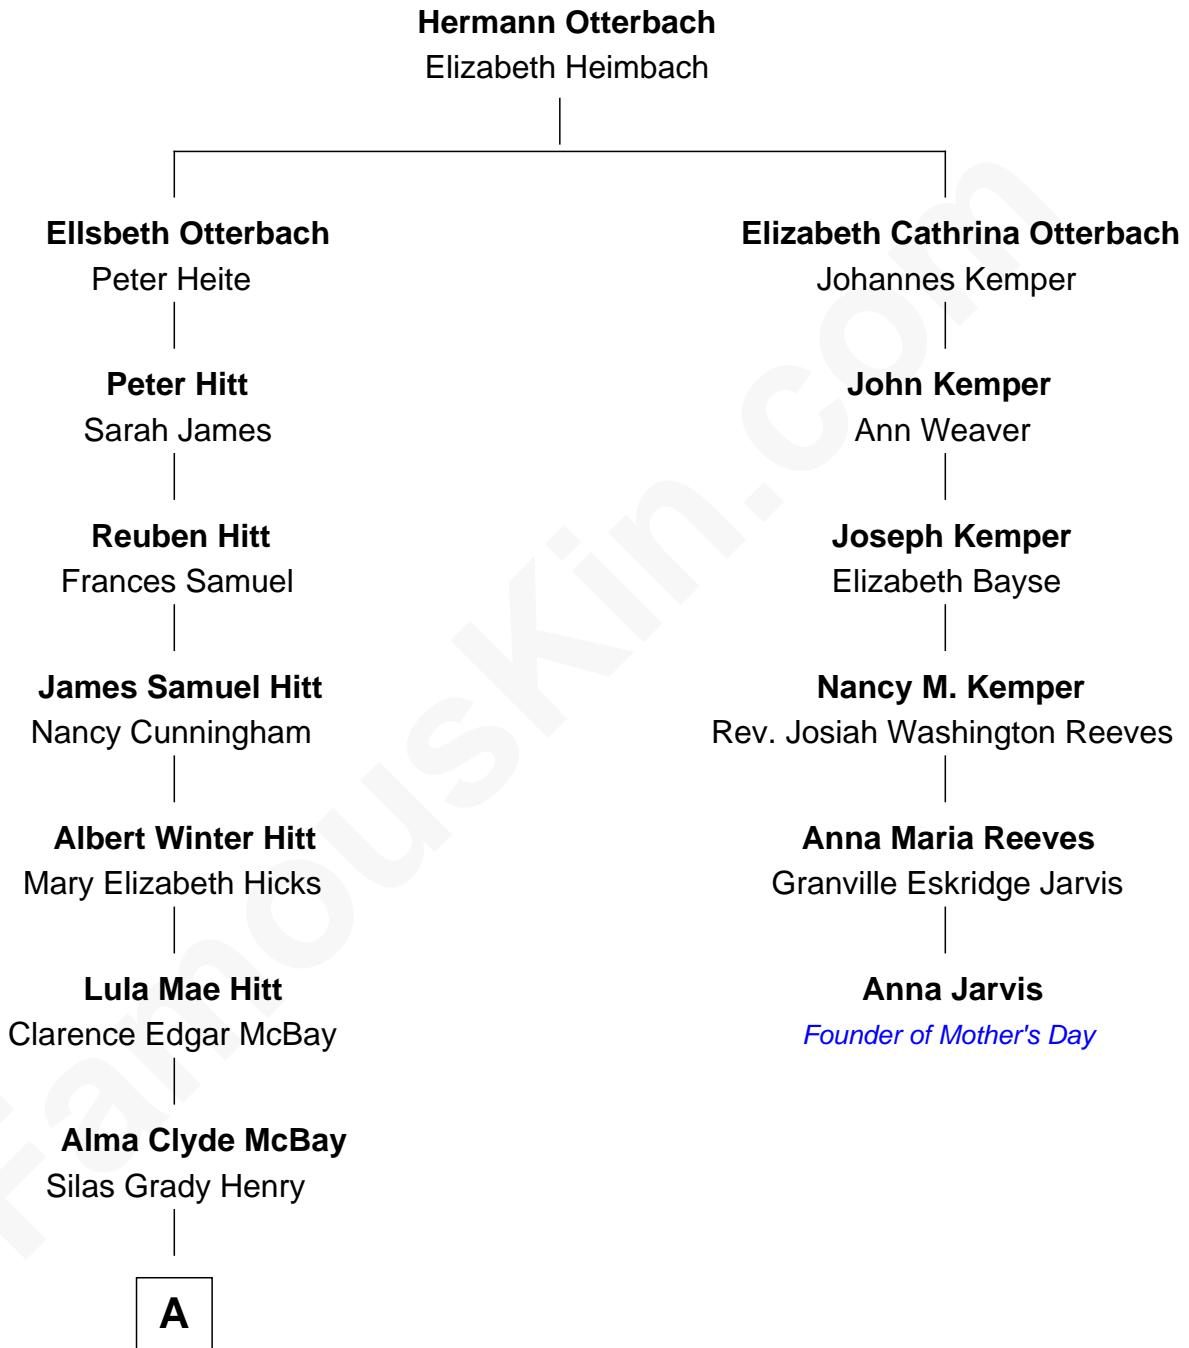 Hermann Otterbach
Elizabeth Heimbach
Ellsbeth Otterbach
Peter Heite
Elizabeth Cathrina Otterbach
Johannes Kemper
Peter Hitt
Sarah James
John Kemper
Ann Weaver
Reuben Hitt
Frances Samuel
Joseph Kemper
Elizabeth Bayse
James Samuel Hitt
Nancy Cunningham
Nancy M. Kemper
Rev. Josiah Washington Reeves
Albert Winter Hitt
Mary Elizabeth Hicks
Anna Maria Reeves
Granville Eskridge Jarvis
Lula Mae Hitt
Clarence Edgar McBay
Anna Jarvis
Founder of Mother's Day
Alma Clyde McBay
Silas Grady Henry
A
FamousKin.com